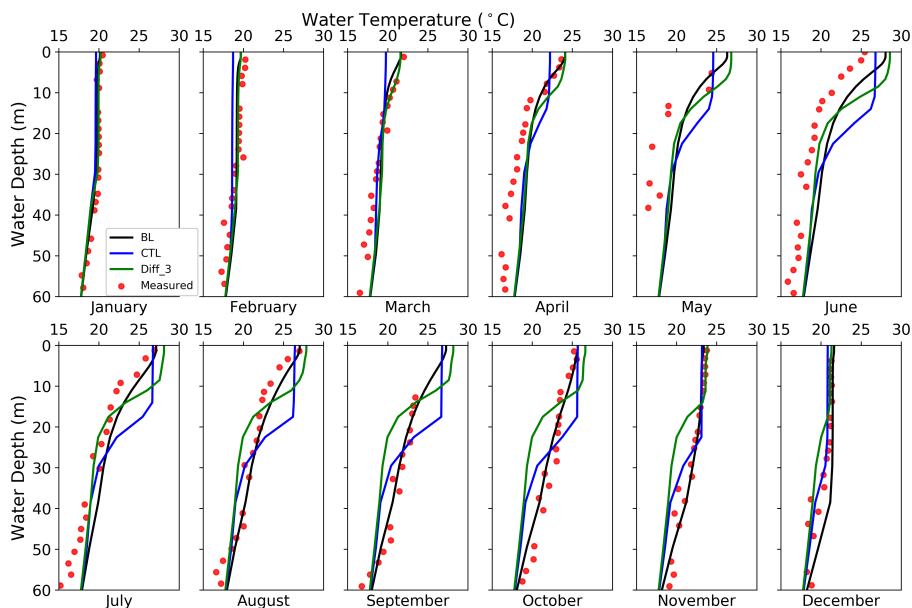 Water Temperature (°C)
15 20 25 30 15 20 25 30 15 20 25 30 15 20 25 30 15 20 25 30 15 20 25 30
0
10
20
30
40
50
60
Water Depth (m)
BL
CTL
Diff_3
Measured
January February March April May June
15 20 25 30 15 20 25 30 15 20 25 30 15 20 25 30 15 20 25 30 15 20 25 30
0
10
20
30
40
50
60
Water Depth (m)
July August September October November December